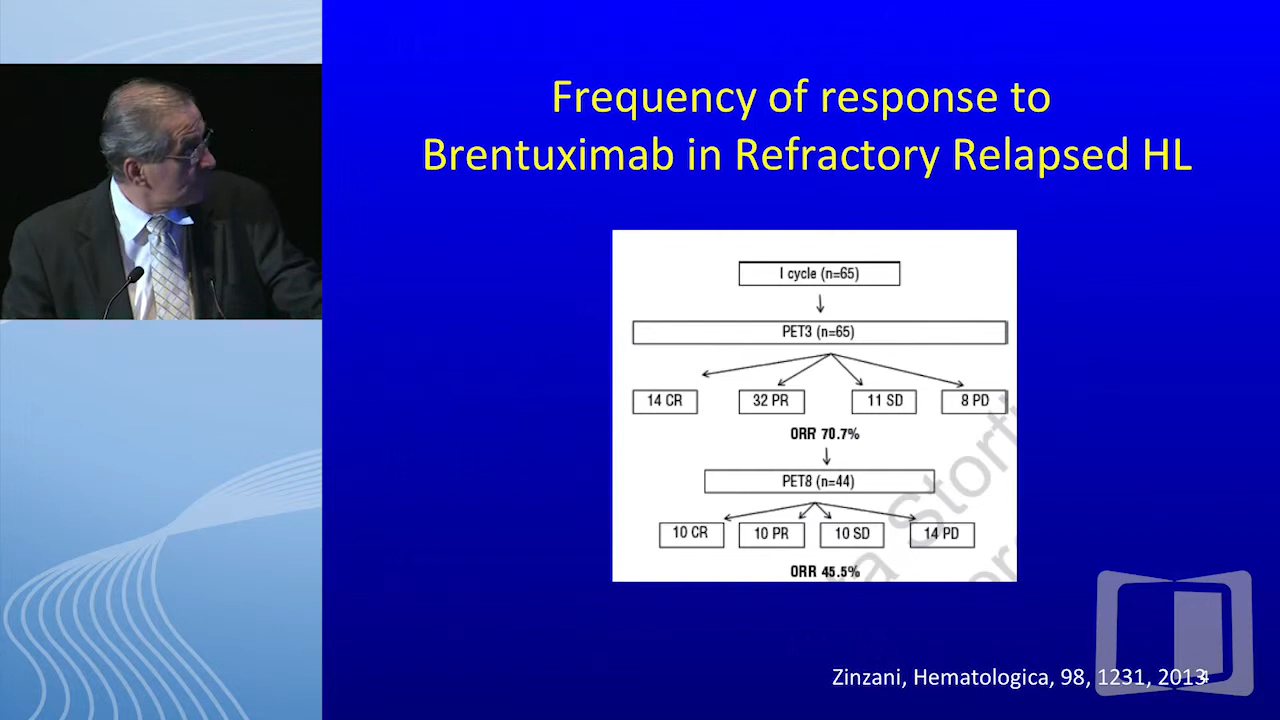 Frequency of response to
Brentuximab in Refractory Relapsed HL
I cycle (n=65)
PET3 (n=65)
14 CR 32 PR 11 SD 8 PD
ORR 70.7%
PET8 (n=44)
10 CR 10 PR 10 SD 14 PD
ORR 45.5%
Storti
Zinzani, Hematologica, 98, 1231, 2013
4